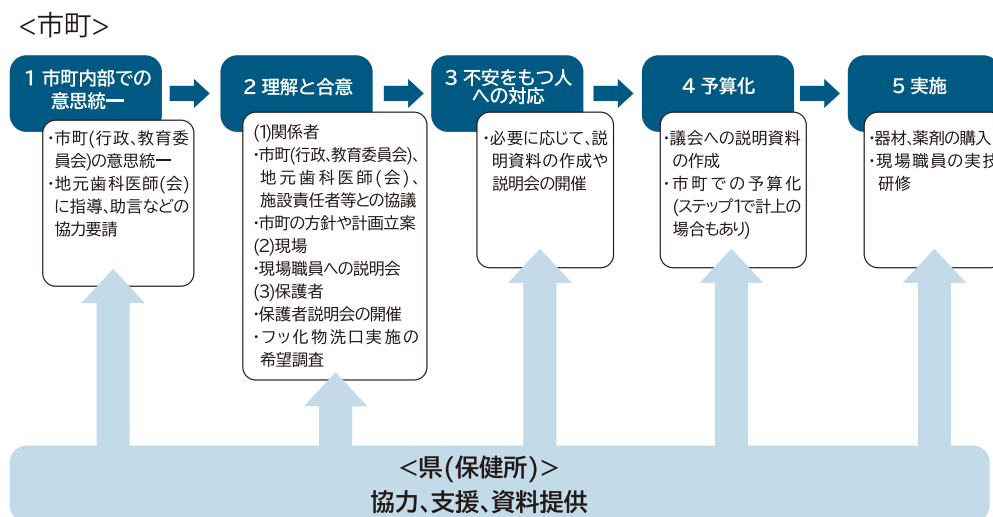 <市町>
1 市町内部での
意思統一
・市町(行政、教育委
員会)の意思統一
・地元歯科医師(会)
に指導、助言などの
協力要請
2 理解と合意
(1)関係者
・市町(行政、教育委員会)、
地元歯科医師(会)、
施設責任者等との協議
・市町の方針や計画立案
(2)現場
・現場職員への説明会
(3)保護者
・保護者説明会の開催
・フッ化物洗口実施の
希望調査
3 不安をもつ人
への対応
・必要に応じて、説
明資料の作成や
説明会の開催
4 予算化
・議会への説明資料
の作成
・市町での予算化
(ステップ1で計上の
場合もあり)
5 実施
・器材、薬剤の購入
・現場職員の実技
研修
<県(保健所)>
協力、支援、資料提供